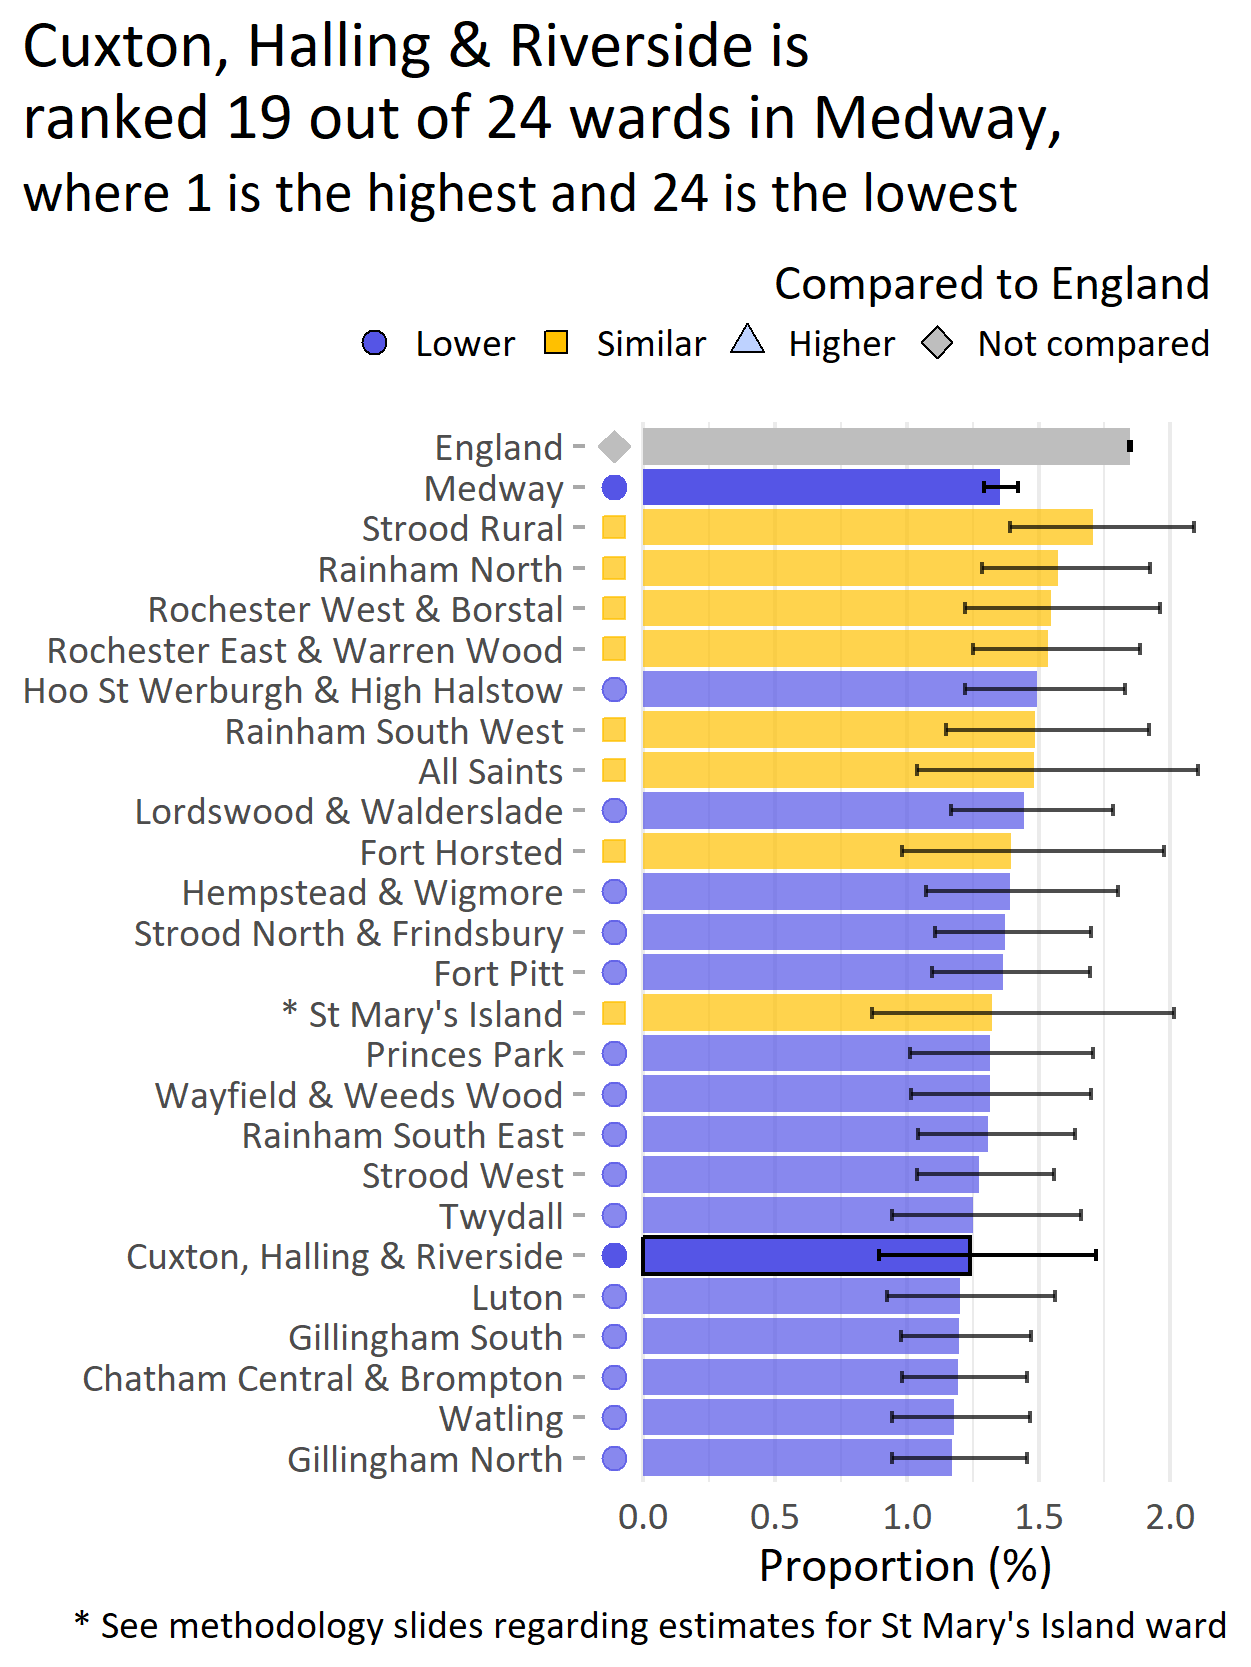 Cuxton, Halling & Riverside is
ranked 19 out of 24 wards in Medway,
where 1 is the highest and 24 is the lowest
Compared to England
Lower Similar Higher Not compared
England
Medway
Strood Rural
Rainham North
Rochester West & Borstal
Rochester East & Warren Wood
Hoo St Werburgh & High Halstow
Rainham South West
All Saints
Lordswood & Walderslade
Fort Horsted
Hempstead & Wigmore
Strood North & Frindsbury
Fort Pitt
* St Mary's Island
Princes Park
Wayfield & Weeds Wood
Rainham South East
Strood West
Twydall
Cuxton, Halling & Riverside
Luton
Gillingham South
Chatham Central & Brompton
Watling
Gillingham North
0.0 0.5 1.0 1.5 2.0
Proportion (%)
* See methodology slides regarding estimates for St Mary's Island ward